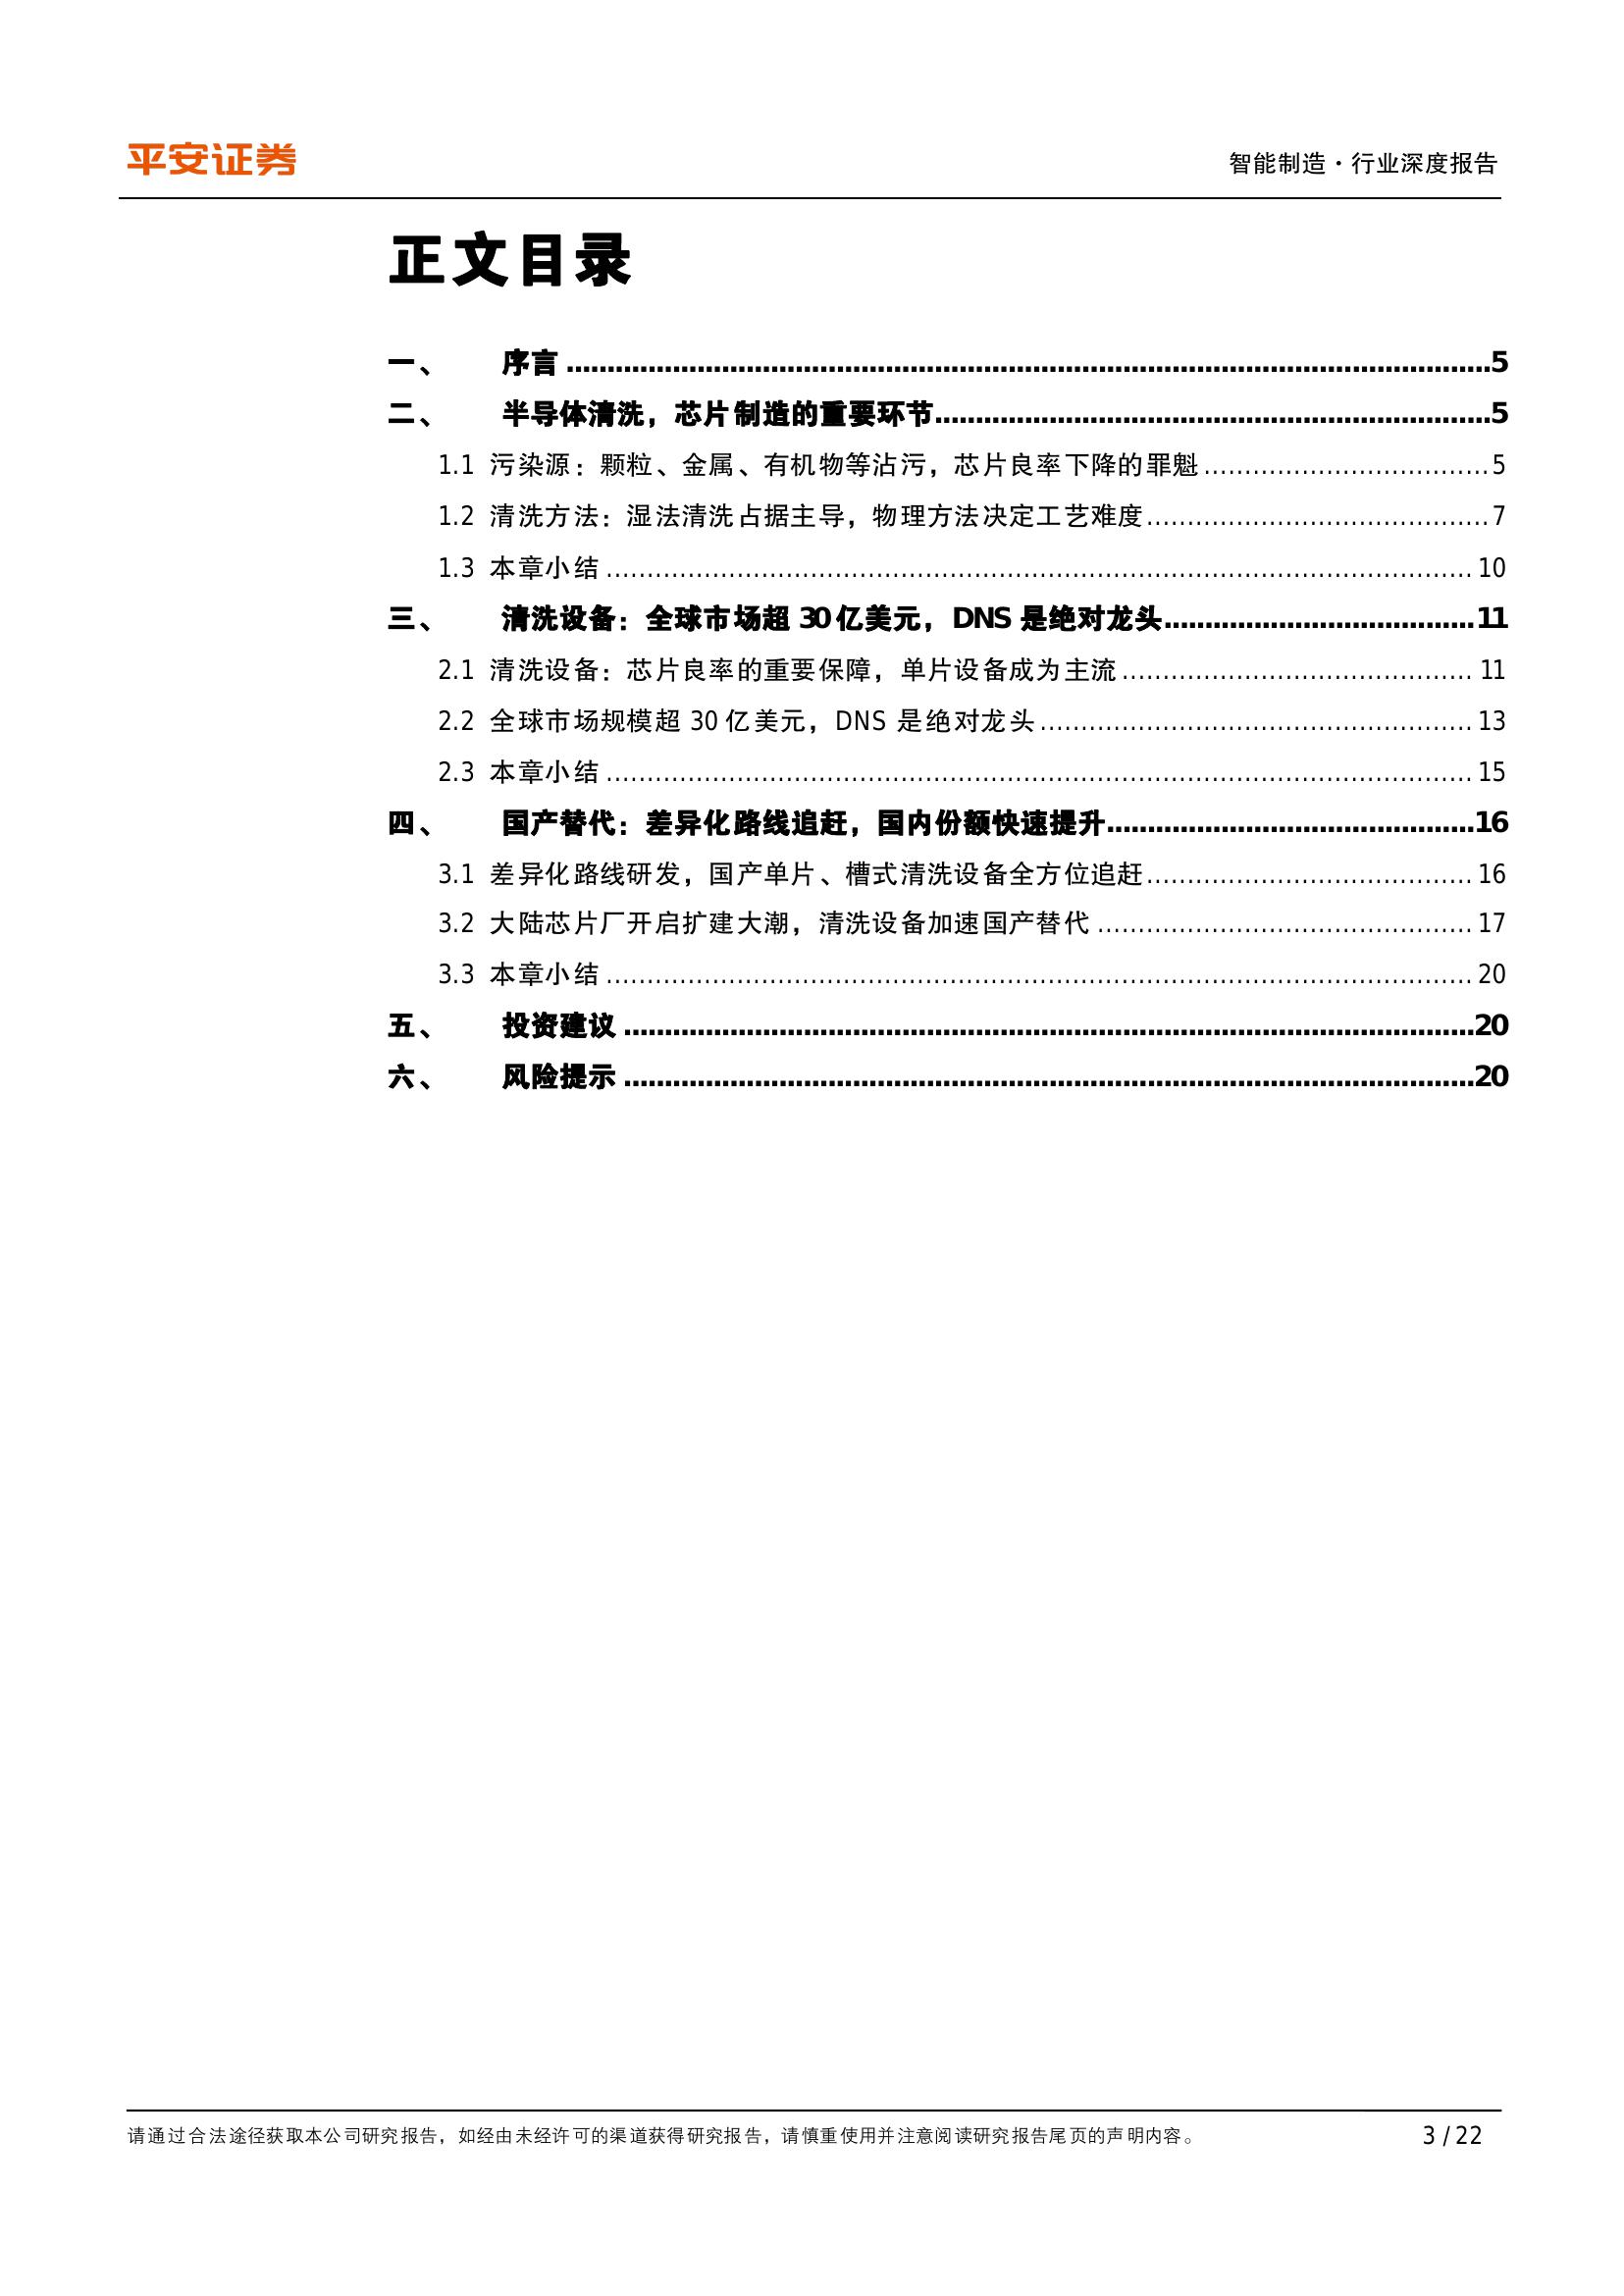 平安证券
智能制造·行业深度报告
正文目录
一、 序言 ........................................................................................................ 5
二、 半导体清洗，芯片制造的重要环节 ........................................................ 5
1.1 污染源：颗粒、金属、有机物等沾污，芯片良率下降的罪魁 ........................ 5
1.2 清洗方法：湿法清洗占据主导，物理方法决定工艺难度 ........................ 7
1.3 本章小结 ........................................................................ 10
三、 清洗设备：全球市场超 30 亿美元，DNS 是绝对龙头 ........................ 11
2.1 清洗设备：芯片良率的重要保障，单片设备成为主流 ........................ 11
2.2 全球市场规模超 30 亿美元，DNS 是绝对龙头 ........................ 13
2.3 本章小结 ........................................................................ 15
四、 国产替代：差异化路线追赶，国内份额快速提升 ........................ 16
3.1 差异化路线研发，国产单片、槽式清洗设备全方位追赶 ........................ 16
3.2 大陆芯片厂开启扩建大潮，清洗设备加速国产替代 ........................ 17
3.3 本章小结 ........................................................................ 20
五、 投资建议 ........................................................................ 20
六、 风险提示 ........................................................................ 20
请通过合法途径获取本公司研究报告，如经由未经许可的渠道获得研究报告，请慎重使用并注意阅读研究报告尾页的声明内容。 3 / 22